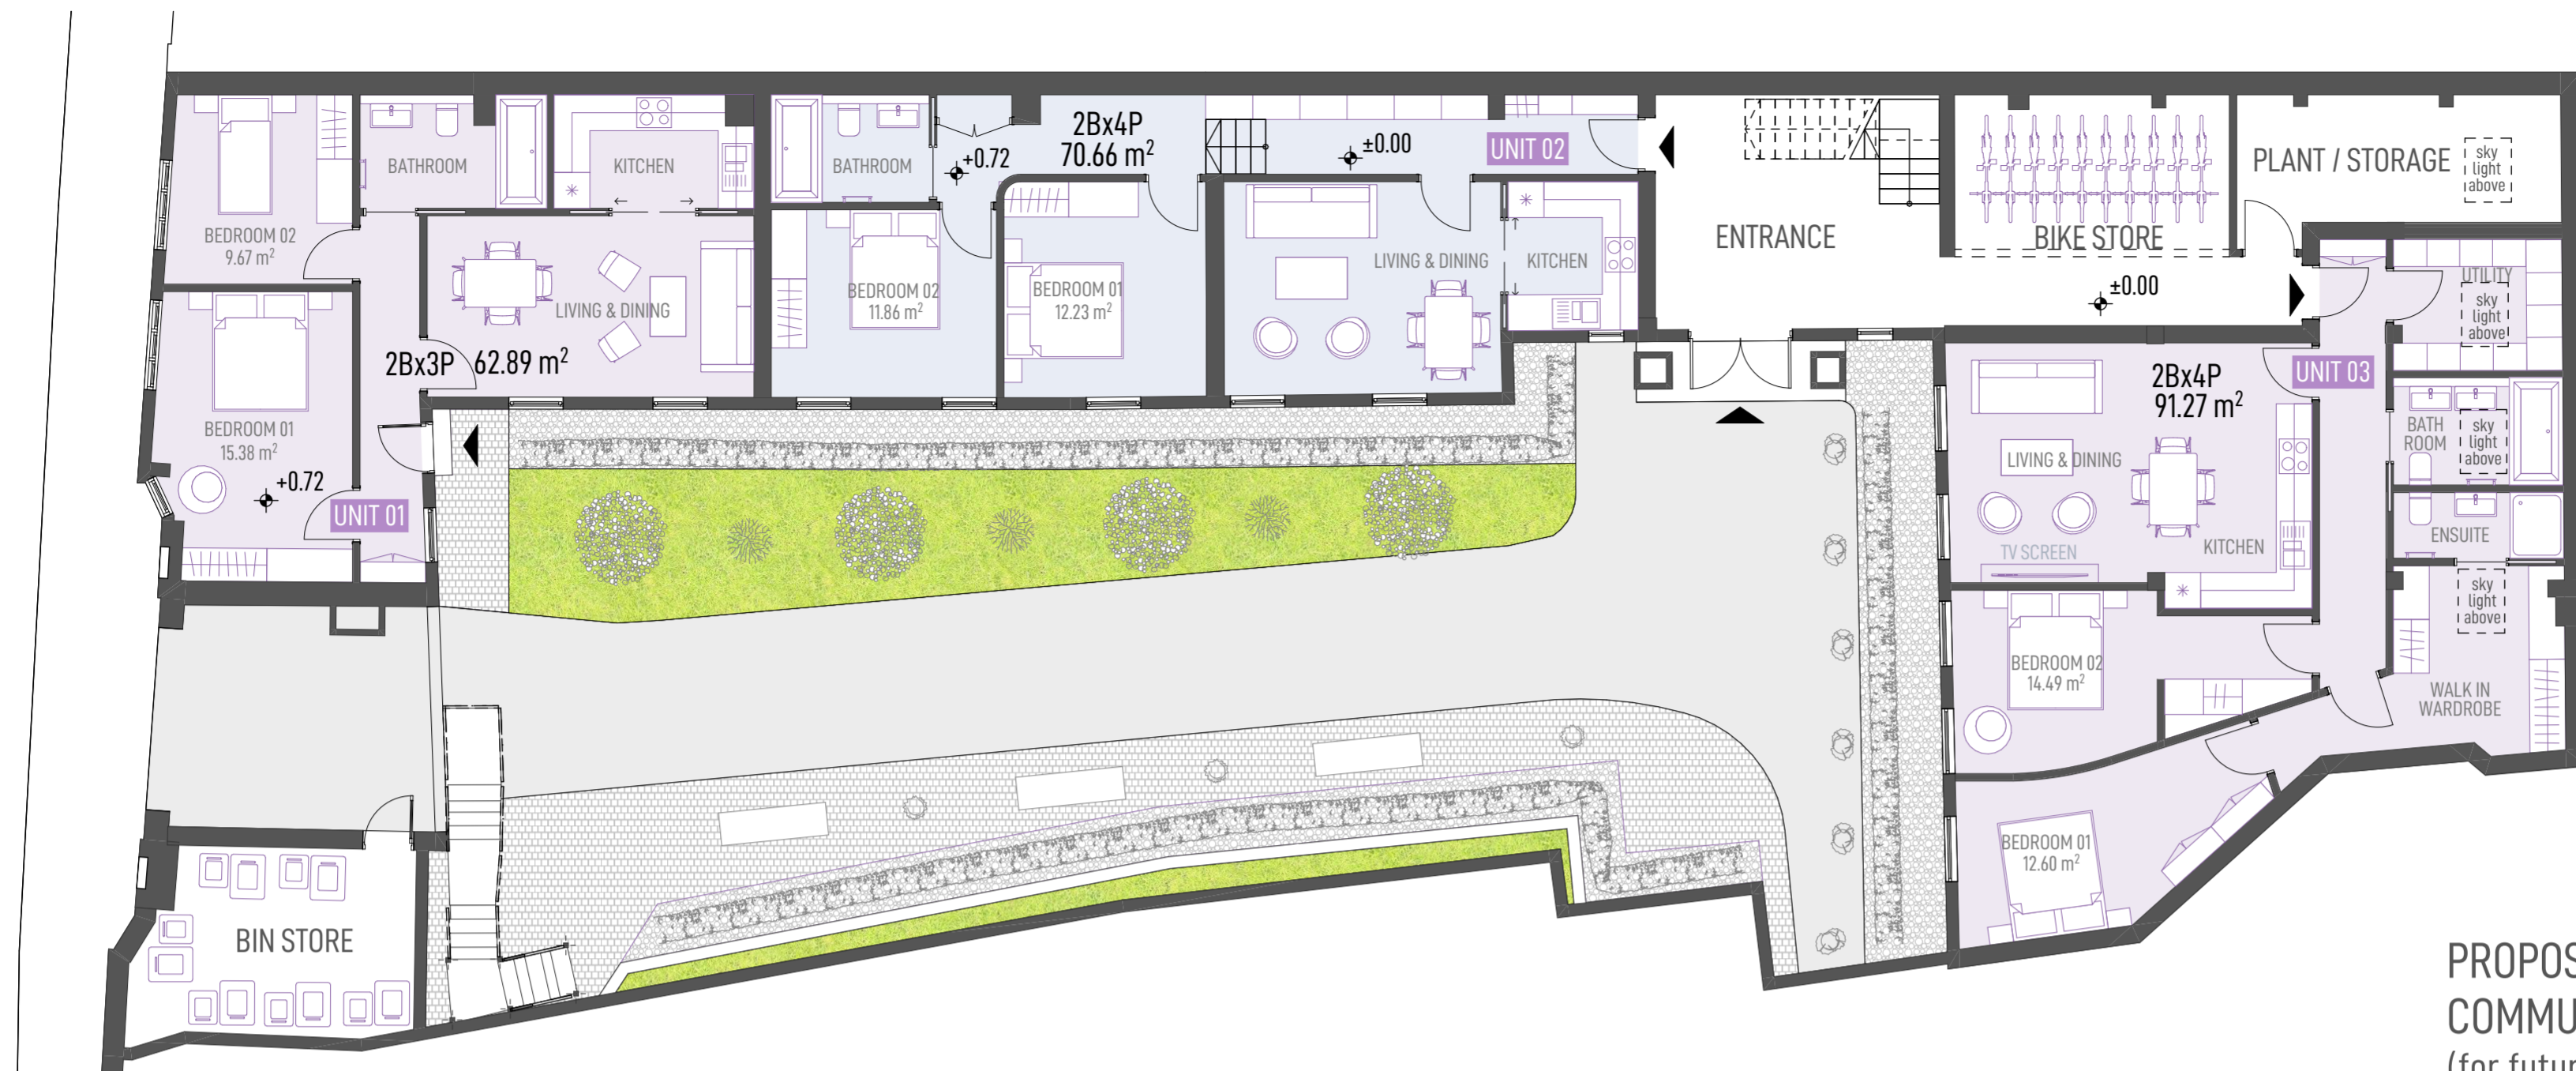 BEDROOM 02
9.67 m²
BATHROOM
KITCHEN
LIVING & DINING
2Bx3P 62.89 m²
BEDROOM 01
15.38 m²
+0.72
UNIT 01
BATHROOM
+0.72
2Bx4P
70.66 m²
±0.00
UNIT 02
BEDROOM 02
11.86 m²
BEDROOM 01
12.23 m²
LIVING & DINING
KITCHEN
ENTRANCE
BIKE STORE
±0.00
PLANT / STORAGE
sky
light
above
UTILITY
sky
light
above
UNIT 03
2Bx4P
91.27 m²
LIVING & DINING
TV SCREEN
KITCHEN
BATH
ROOM
sky
light
above
ENSUITE
sky
light
above
WALK IN
WARDROBE
BEDROOM 02
14.49 m²
BEDROOM 01
12.60 m²
BIN STORE
PROPOS
COMMU
(for futur